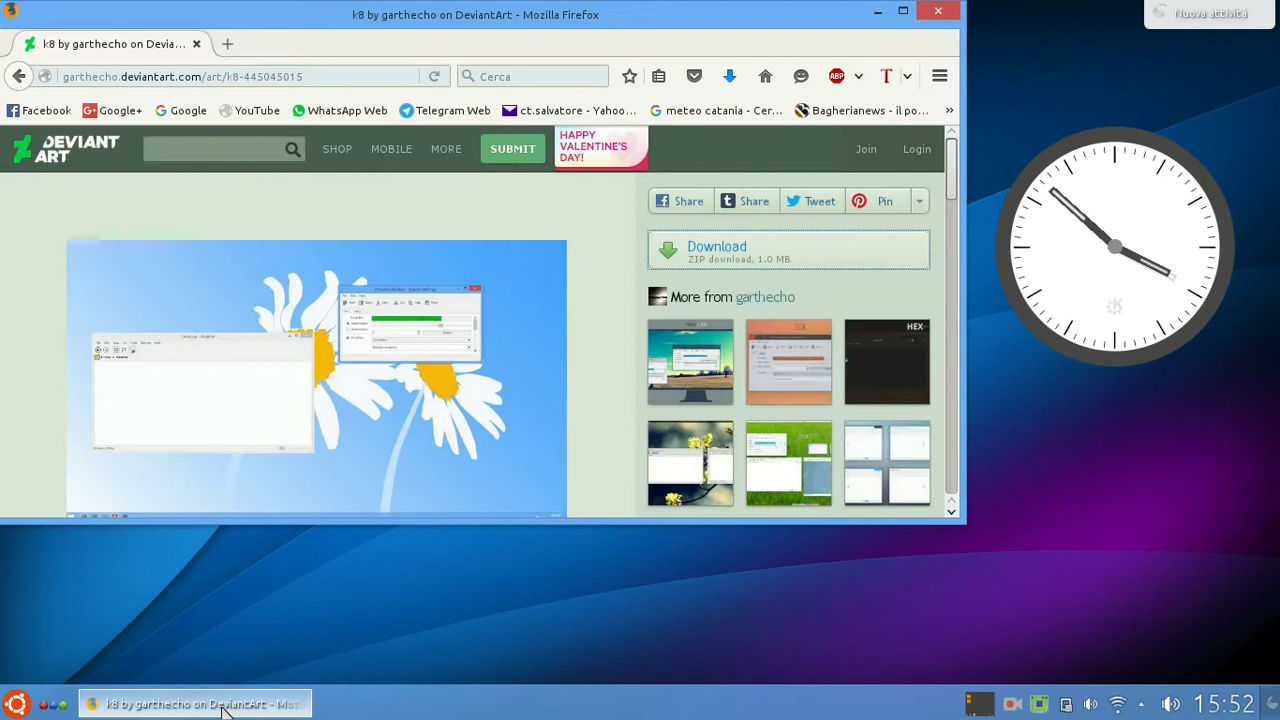 k8 by garthecho on DeviantArt - Mozilla Firefox
Nuova attività
k8 by garthecho on Devia...
garthecho.deviantart.com/art/k8-445045015
Cerca
ABP
T
Facebook
Google+
Google
YouTube
WhatsApp Web
Telegram Web
ct.salvatore - Yahoo...
meteo catania - Cer...
Bagherianews - il po...
»
DEVIANT ART
SHOP
MOBILE
MORE
SUBMIT
HAPPY VALENTINE'S DAY!
Join
Login
Share
Share
Tweet
Pin
Download
ZIP download, 1.0 MB
More from garthecho
HEX
k8 by garthecho on DeviantArt - Moz
15:52